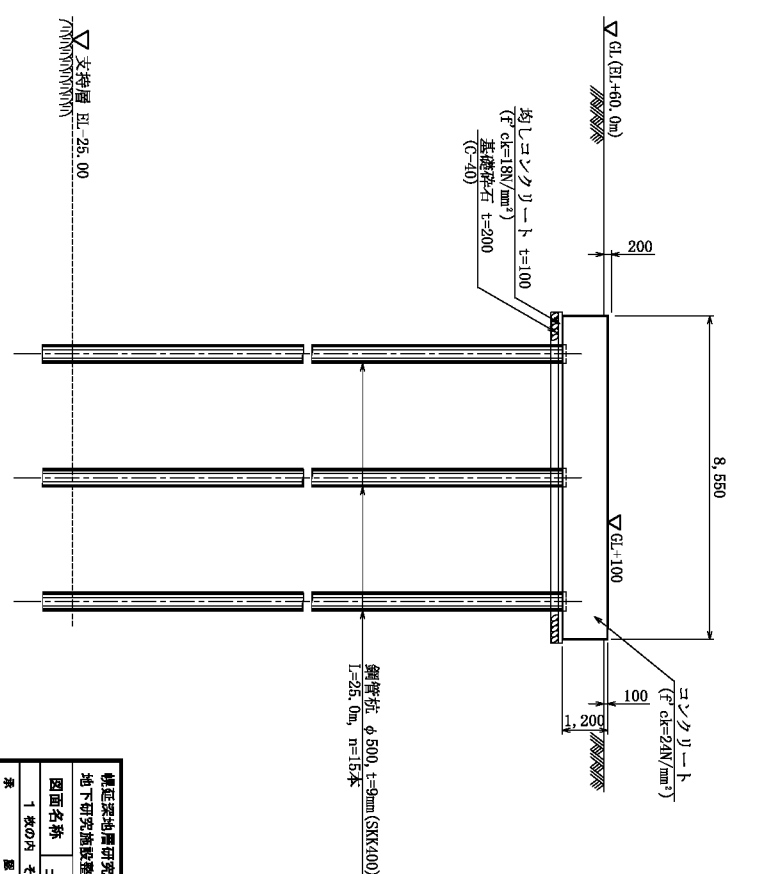 GL(EL+60.0m)
200
8,550
GL+100
100
1,200
コンクリート
(f'ck=24N/mm²)
均しコンクリート t=100
(f'ck=18N/mm²)
基礎砕石 t=200
(C-40)
鋼管杭 φ500, t=9mm(SKK400)
L=25.0m, n=15本
支持層 EL-25.00
幌延深地層研究
地下研究施設整
図面名称
1 枚の内 そ
承 認